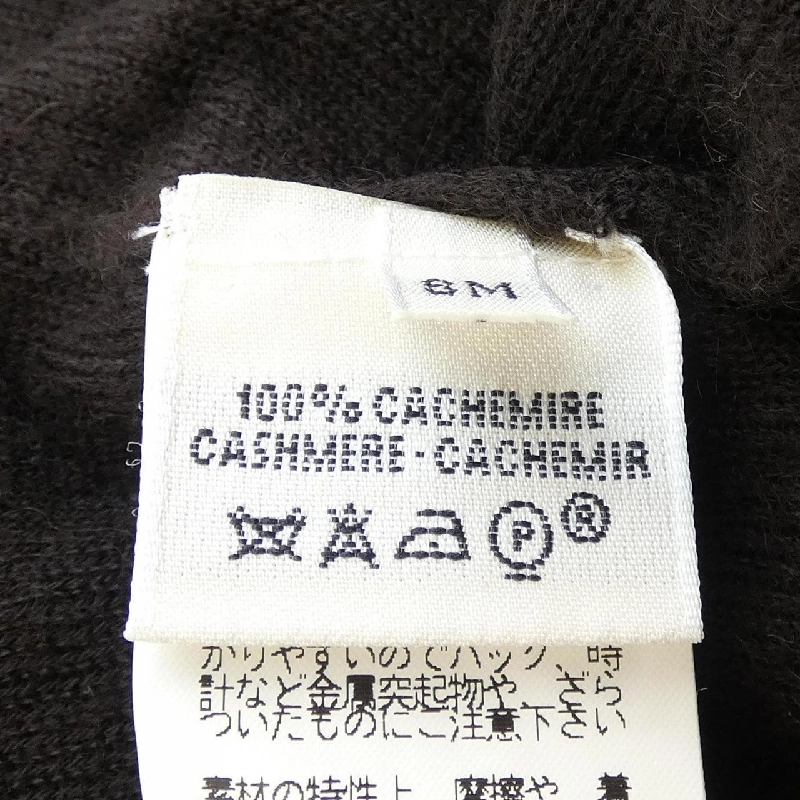 6M
100% CACHEMIRE
CASHMERE · CACHEMIR
P ®
かりやすいのでバッグ、時
計など金属突起物や、ざら
ついたものにご注意下さい
素材の特性上、摩擦や、着